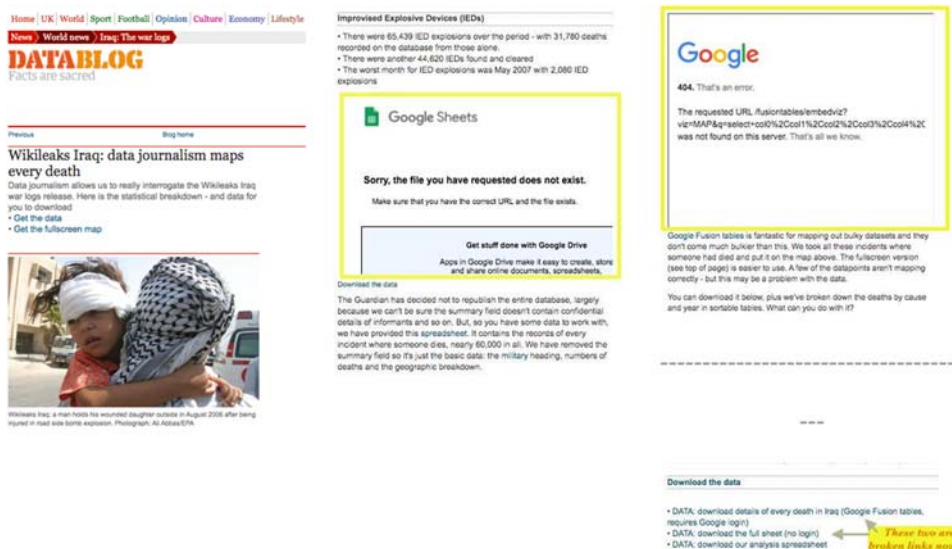 Home UK World Sport Football Opinion Culture Economy Lifestyle
News World news Iraq: The war logs
DATABLOG
Facts are sacred
Previous Blog home
Wikileaks Iraq: data journalism maps
every death
Data journalism allows us to really interrogate the Wikileaks Iraq
war logs release. Here is the statistical breakdown - and data for
you to download
• Get the data
• Get the fullscreen map
Wikileaks Iraq: a man holds his wounded daughter outside in August 2006 after being
injured in road side bomb explosion. Photograph: Ali Abbas/EPA
Improvised Explosive Devices (IEDs)
• There were 65,439 IED explosions over the period - with 31,780 deaths
recorded on the database from those alone.
• There were another 44,620 IEDs found and cleared
• The worst month for IED explosions was May 2007 with 2,080 IED
explosions
Google Sheets
Sorry, the file you have requested does not exist.
Make sure that you have the correct URL and the file exists.
Get stuff done with Google Drive
Apps in Google Drive make it easy to create, store
and share online documents, spreadsheets,
Download the data
The Guardian has decided not to republish the entire database, largely
because we can't be sure the summary field doesn't contain confidential
details of informants and so on. But, so you have some data to work with,
we have provided this spreadsheet. It contains the records of every
incident where someone dies, nearly 60,000 in all. We have removed the
summary field so it's just the basic data: the military heading, numbers of
deaths and the geographic breakdown.
Google
404. That's an error.
The requested URL /fusiontables/embedviz?
viz=MAP&q=select+col0%2Ccol1%2Ccol2%2Ccol3%2Ccol4%2C
was not found on this server. That's all we know.
Google Fusion tables is fantastic for mapping out bulky datasets and they
don't come much bulkier than this. We took all these incidents where
someone had died and put it on the map above. The fullscreen version
(see top of page) is easier to use. A few of the datapoints aren't mapping
correctly - but this may be a problem with the data.
You can download it below, plus we've broken down the deaths by cause
and year in sortable tables. What can you do with it?
Download the data
• DATA: download details of every death in Iraq (Google Fusion tables,
requires Google login)
• DATA: download the full sheet (no login)
• DATA: download our analysis spreadsheet
These two are
broken links now